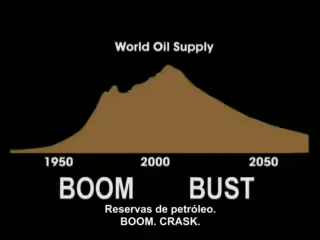 World Oil Supply
1950 2000 2050
BOOM BUST
Reservas de petróleo.
BOOM. CRASK.